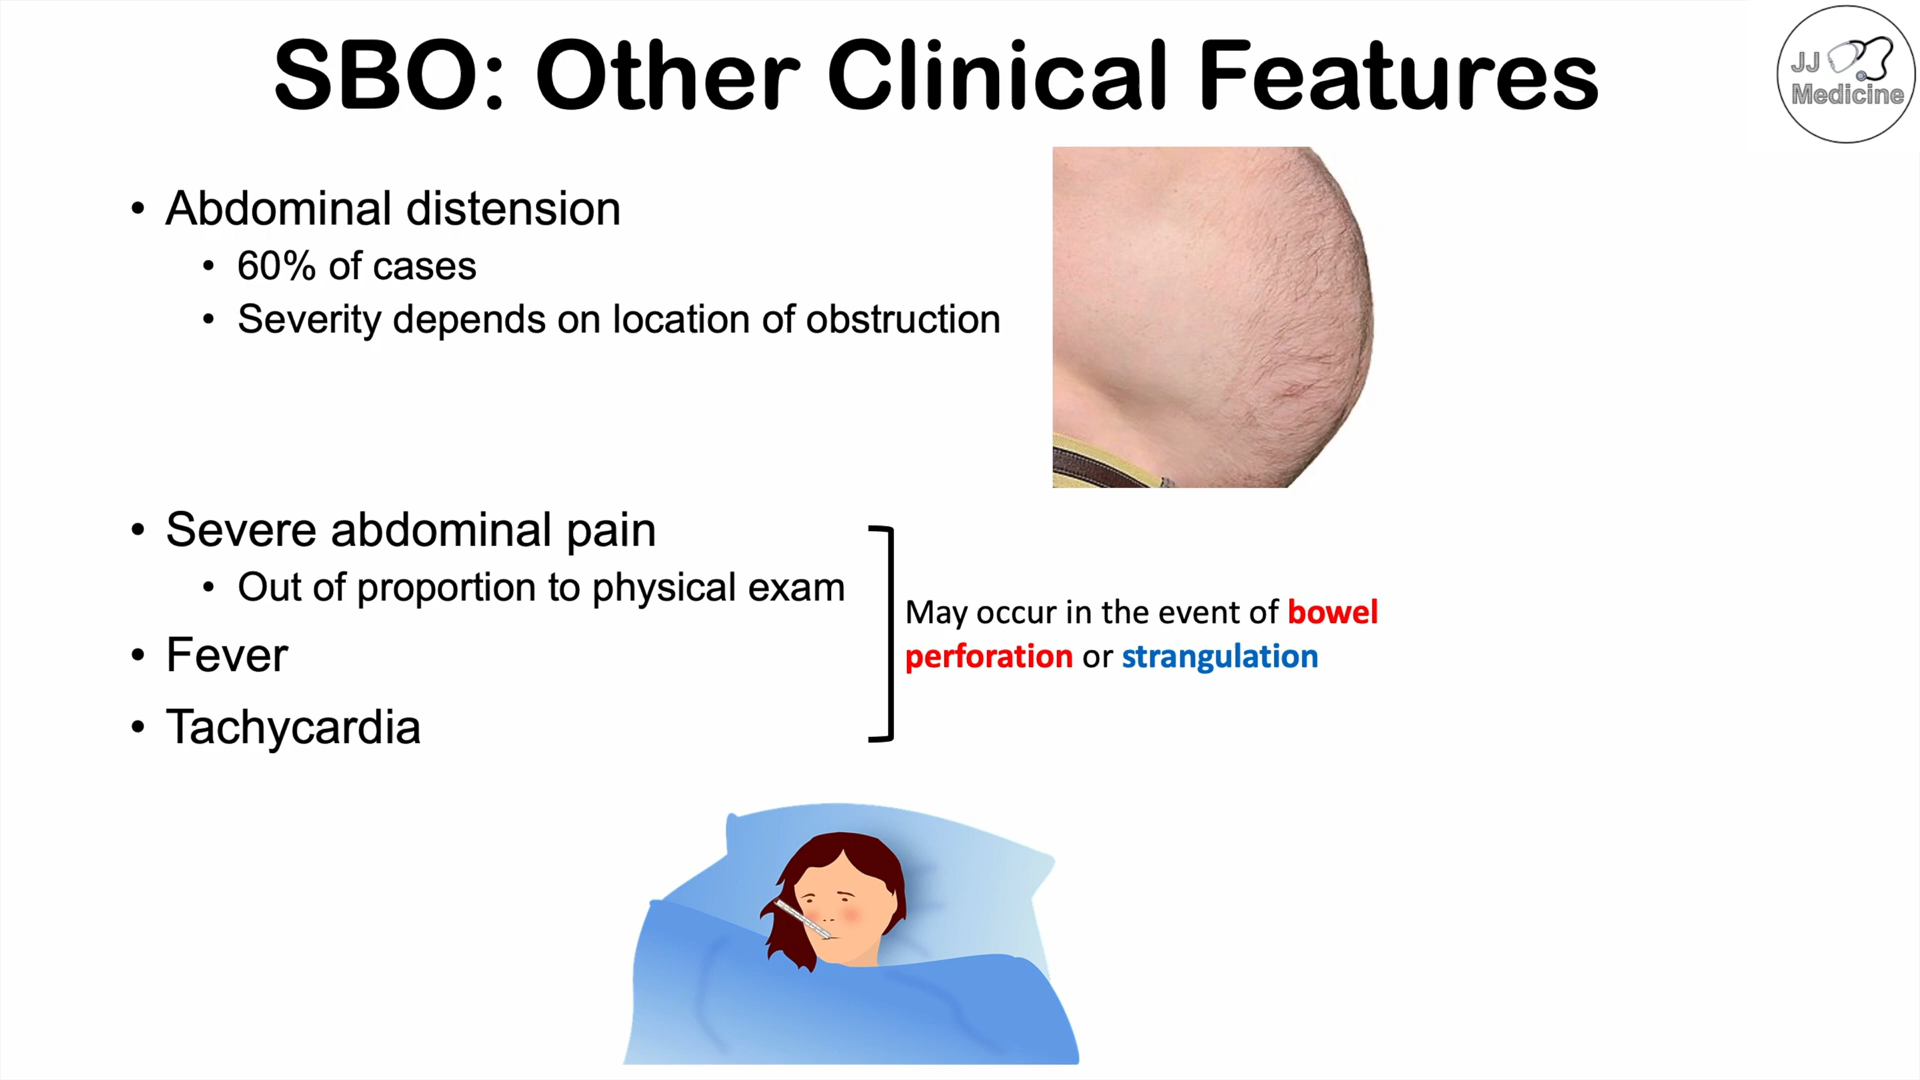 SBO: Other Clinical Features
JJ
Medicine
• Abdominal distension
• 60% of cases
• Severity depends on location of obstruction
• Severe abdominal pain
• Out of proportion to physical exam
• Fever
• Tachycardia
May occur in the event of bowel
perforation or strangulation